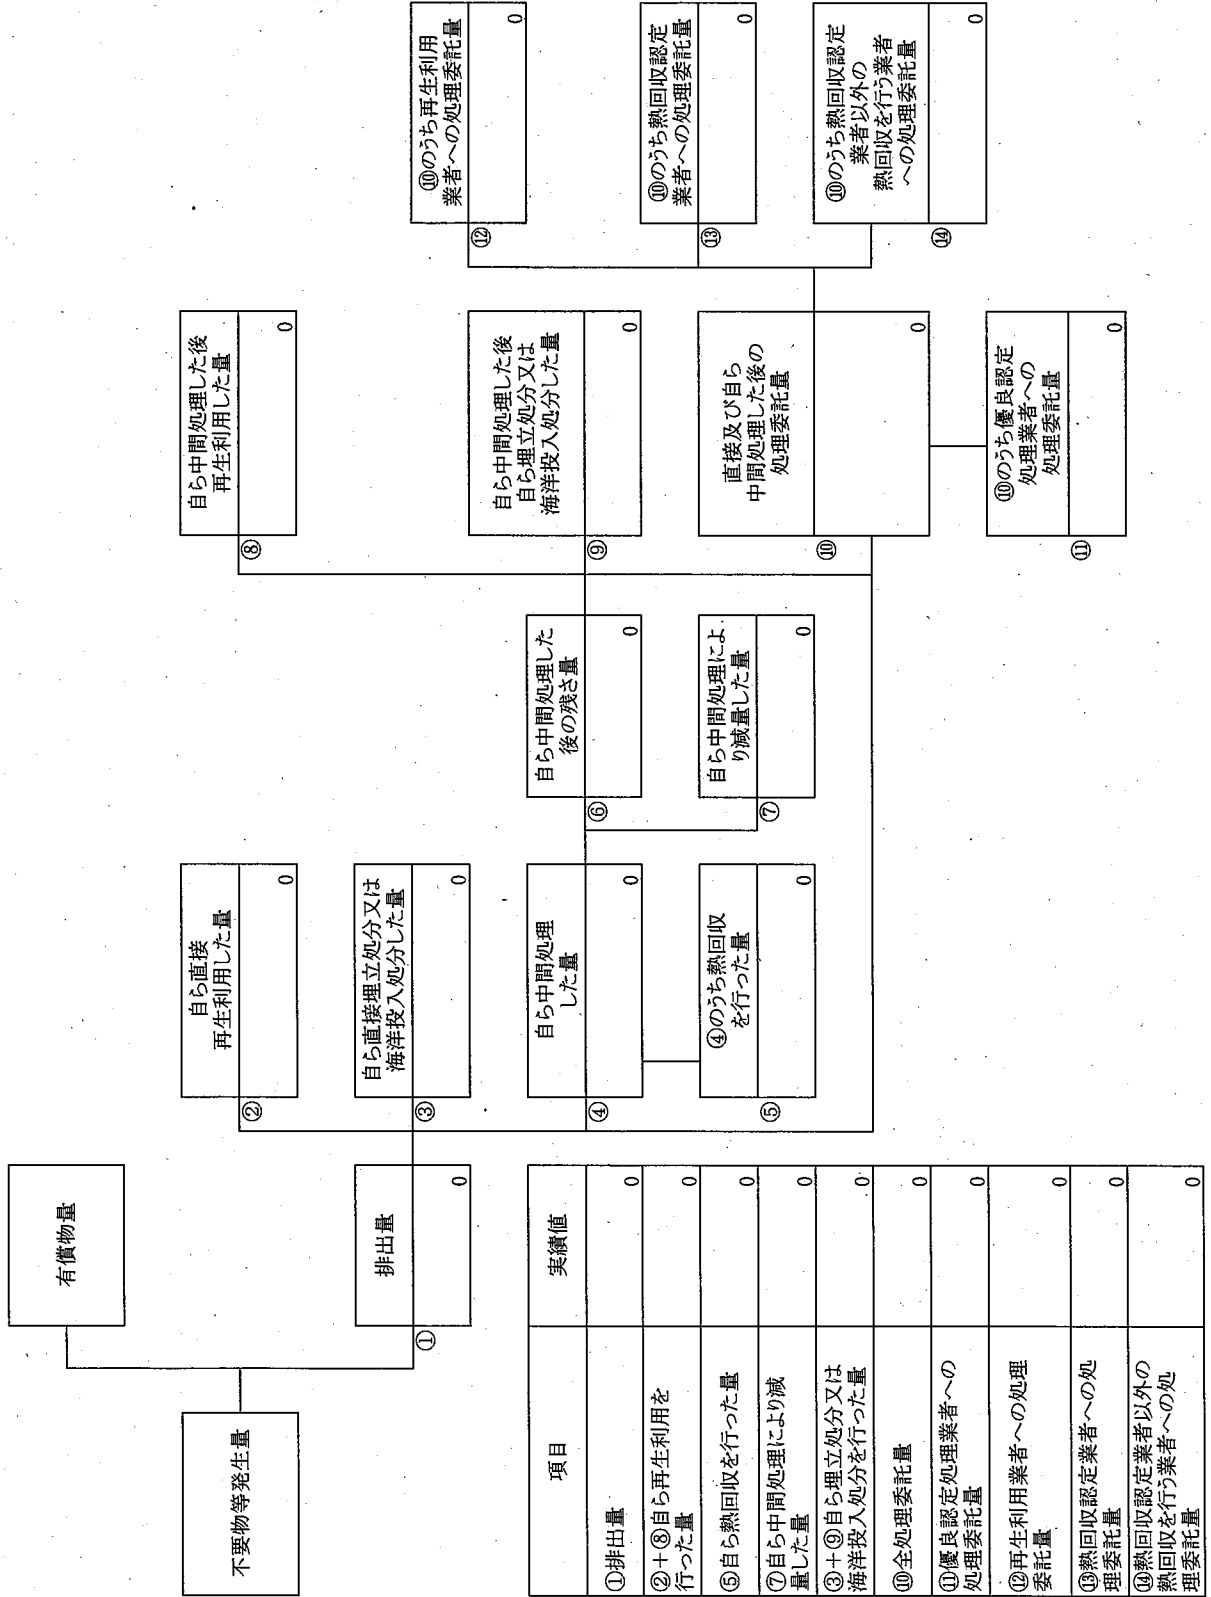 不要物等発生量
有償物量
排出量
①
0
自ら直接
再生利用した量
②
0
自ら直接埋立処分又は
海洋投入処分した量
③
0
自ら中間処理
した量
④
0
④のうち熱回収
を行った量
⑤
0
自ら中間処理した
後の残さ量
⑥
0
自ら中間処理によ
り減量した量
⑦
0
自ら中間処理した後
再生利用した量
⑧
0
自ら中間処理した後
自ら埋立処分又は
海洋投入処分した量
⑨
0
直接及び自ら
中間処理した後の
処理委託量
⑩
0
⑩のうち優良認定
処理業者への
処理委託量
⑪
0
⑩のうち再生利用
業者への処理委託量
⑫
0
⑩のうち熱回収認定
業者への処理委託量
⑬
0
⑩のうち熱回収認定
業者以外の
熱回収を行う業者
への処理委託量
⑭
0
項目 実績値
①排出量 0
②+⑧自ら再生利用を
行った量 0
⑤自ら熱回収を行った量 0
⑦自ら中間処理により減
量した量 0
③+⑨自ら埋立処分又は
海洋投入処分を行った量 0
⑩全処理委託量 0
⑪優良認定処理業者への
処理委託量 0
⑫再生利用業者への処理
委託量 0
⑬熱回収認定業者への処
理委託量 0
⑭熱回収認定業者以外の
熱回収を行う業者への処
理委託量 0